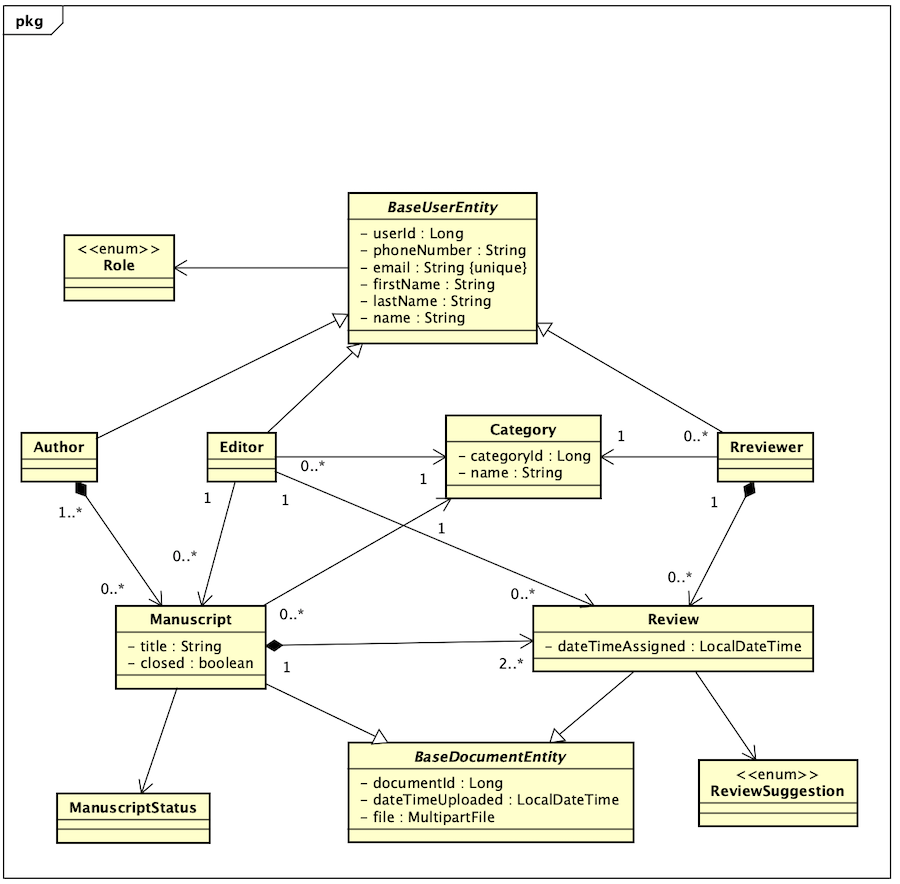 pkg
BaseUserEntity
- userId : Long
- phoneNumber : String
- email : String {unique}
- firstName : String
- lastName : String
- name : String
<<enum>>
Role
Author
Editor
Category
- categoryId : Long
- name : String
Rreviewer
1
0..*
0..*
1
1
1
1
1..*
1
0..*
0..*
0..*
0..*
0..*
Manuscript
- title : String
- closed : boolean
Review
- dateTimeAssigned : LocalDateTime
1
2..*
BaseDocumentEntity
- documentId : Long
- dateTimeUploaded : LocalDateTime
- file : MultipartFile
ManuscriptStatus
<<enum>>
ReviewSuggestion